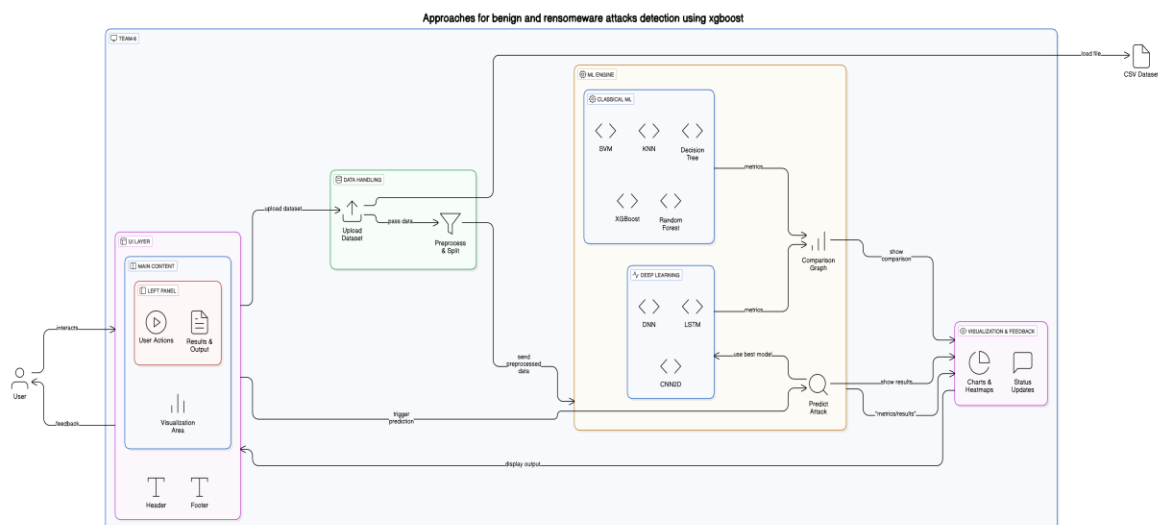 Approaches for benign and rensomeware attacks detection using xgboost
TEAM-6
load file
CSV Dataset
ML ENGINE
CLASSICAL ML
SVM
KNN
Decision
Tree
XGBoost
Random
Forest
metrics
DATA HANDLING
upload dataset
Upload
Dataset
pass data
Preprocess
& Split
UI LAYER
MAIN CONTENT
LEFT PANEL
User Actions
Results &
Output
Visualization
Area
Header
Footer
interacts
User
feedback
Comparison
Graph
show
comparison
DEEP LEARNING
DNN
LSTM
CNN2D
metrics
send
preprocessed
data
use best model
Predict
Attack
trigger
prediction
show results
"metrics/results"
VISUALIZATION & FEEDBACK
Charts &
Heatmaps
Status
Updates
display output